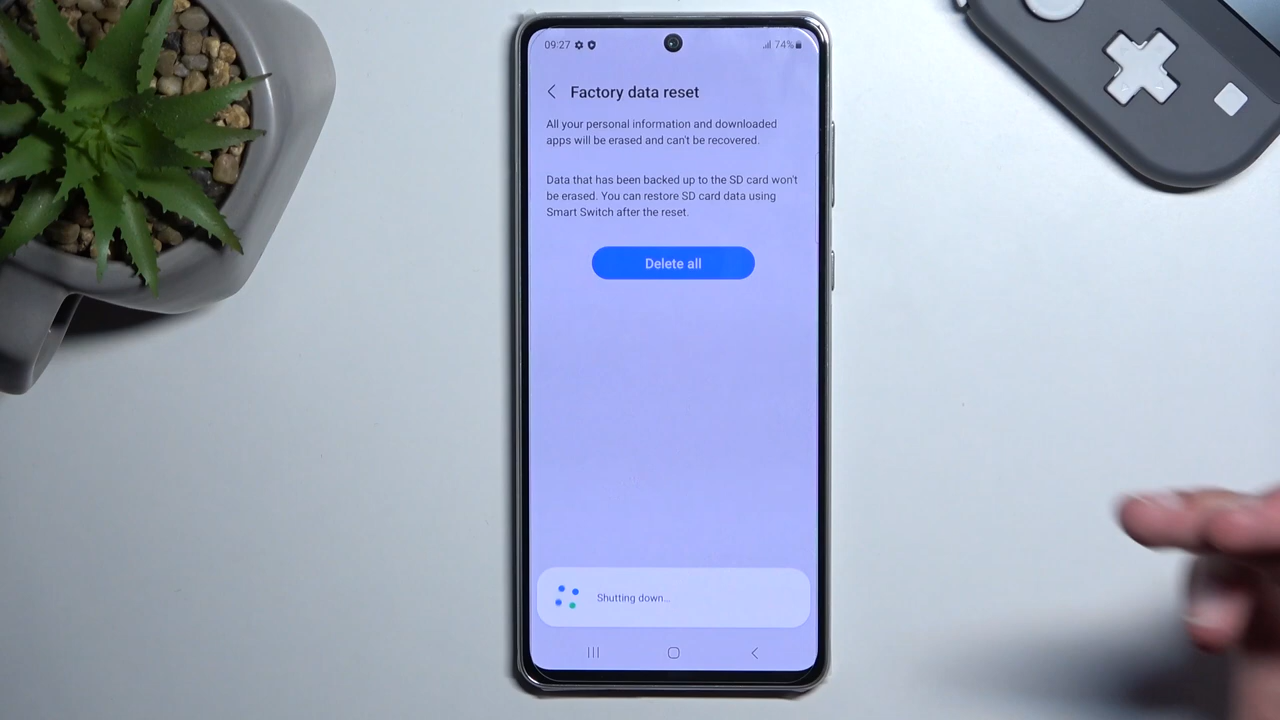 09:27
74%
Factory data reset
All your personal information and downloaded
apps will be erased and can't be recovered.
Data that has been backed up to the SD card won't
be erased. You can restore SD card data using
Smart Switch after the reset.
Delete all
Shutting down...